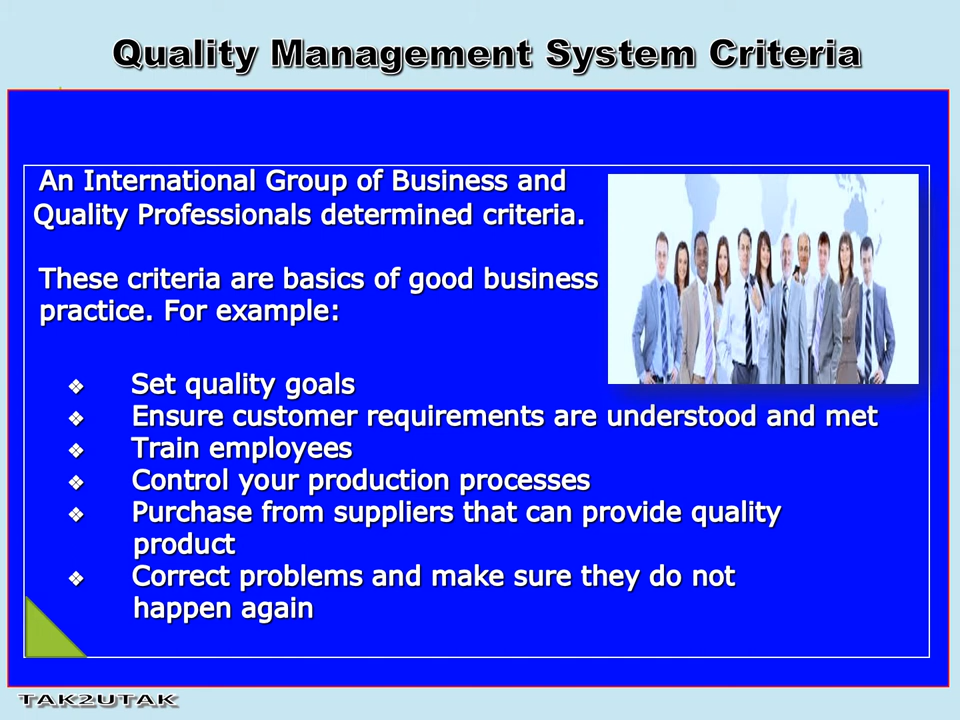 Quality Management System Criteria
An International Group of Business and
Quality Professionals determined criteria.
These criteria are basics of good business
practice. For example:
❖ Set quality goals
❖ Ensure customer requirements are understood and met
❖ Train employees
❖ Control your production processes
❖ Purchase from suppliers that can provide quality
product
❖ Correct problems and make sure they do not
happen again
TAK2UTAK